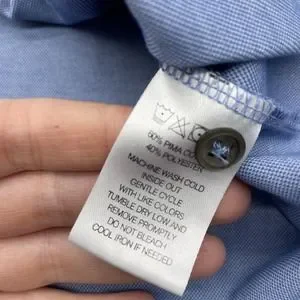 60% PIMA CO
40% POLYESTER
MACHINE WASH COLD
INSIDE OUT
GENTLE CYCLE
WITH LIKE COLORS
TUMBLE DRY LOW AND
REMOVE PROMPTLY
DO NOT BLEACH
COOL IRON IF NEEDED